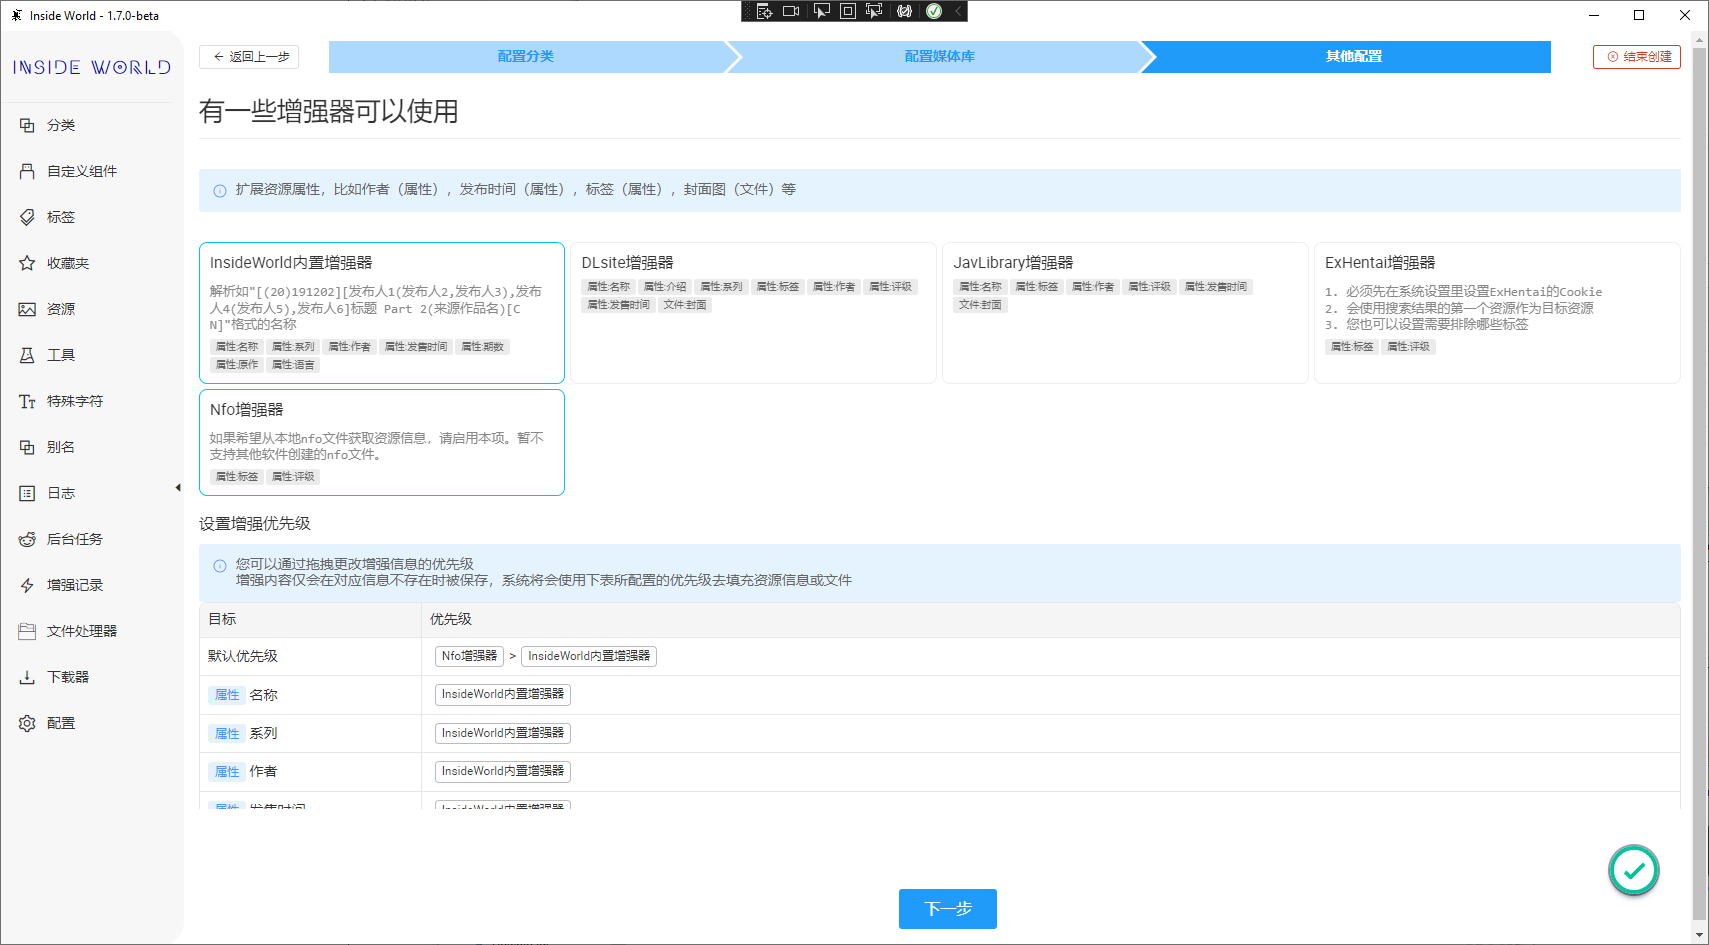 Inside World - 1.7.0-beta
INSIDE WORLD
分类
自定义组件
标签
收藏夹
资源
工具
特殊字符
别名
日志
后台任务
增强记录
文件处理器
下载器
配置
返回上一步
配置分类
配置媒体库
其他配置
结束创建
有一些增强器可以使用
扩展资源属性，比如作者（属性），发布时间（属性），标签（属性），封面图（文件）等
InsideWorld内置增强器
解析如"[(20)191202][发布人1(发布人2,发布人3),发布
人4(发布人5),发布人6]标题 Part 2(来源作品名)[C
N]"格式的名称
属性:名称 属性:系列 属性:作者 属性:发售时间 属性:期数
属性:原作 属性:语言
DLsite增强器
属性:名称 属性:介绍 属性:系列 属性:标签 属性:作者 属性:评级
属性:发售时间 文件:封面
JavLibrary增强器
属性:名称 属性:标签 属性:作者 属性:评级 属性:发售时间
文件:封面
ExHentai增强器
1. 必须先在系统设置里设置ExHentai的Cookie
2. 会使用搜索结果的第一个资源作为目标资源
3. 您也可以设置需要排除哪些标签
属性:标签 属性:评级
Nfo增强器
如果希望从本地nfo文件获取资源信息，请启用本项。暂不
支持其他软件创建的nfo文件。
属性:标签 属性:评级
设置增强优先级
您可以通过拖拽更改增强信息的优先级
增强内容仅会在对应信息不存在时被保存，系统将会使用下表所配置的优先级去填充资源信息或文件
目标 优先级
默认优先级 Nfo增强器 > InsideWorld内置增强器
属性 名称 InsideWorld内置增强器
属性 系列 InsideWorld内置增强器
属性 作者 InsideWorld内置增强器
属性 发售时间 InsideWorld内置增强器
下一步